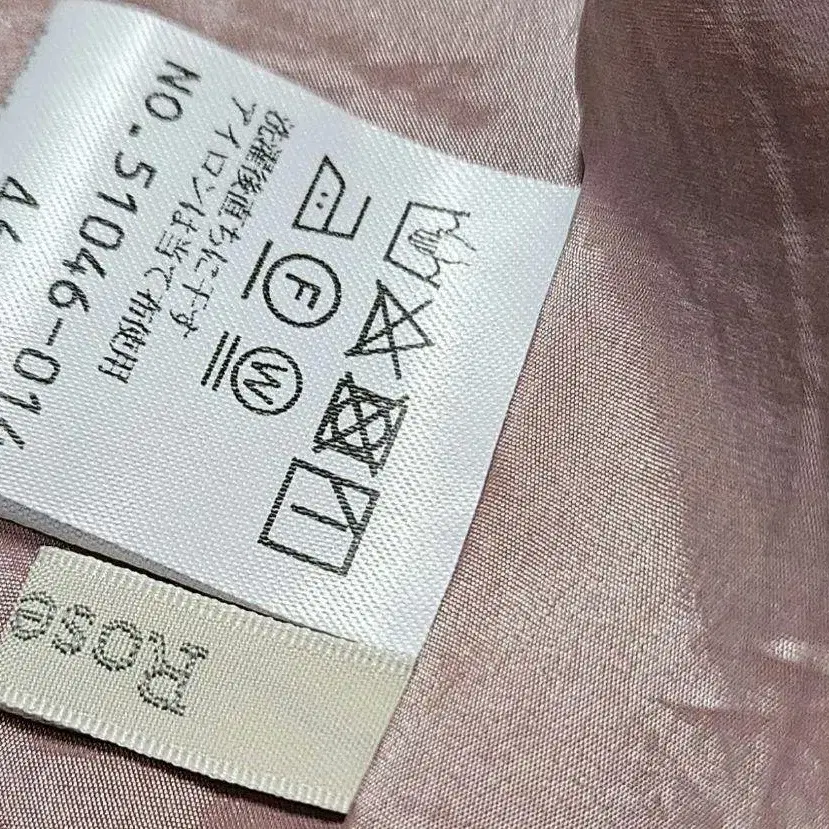 F
W
洗濯後直ちに干す
アイロンは当て布使用
NO.51046-016
Rose